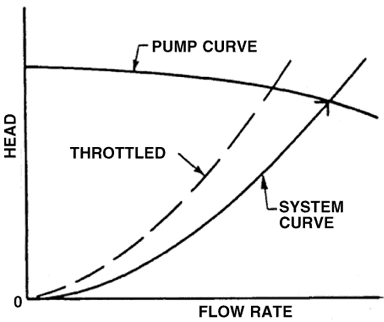 PUMP CURVE
HEAD
THROTTLED
SYSTEM
CURVE
0
FLOW RATE